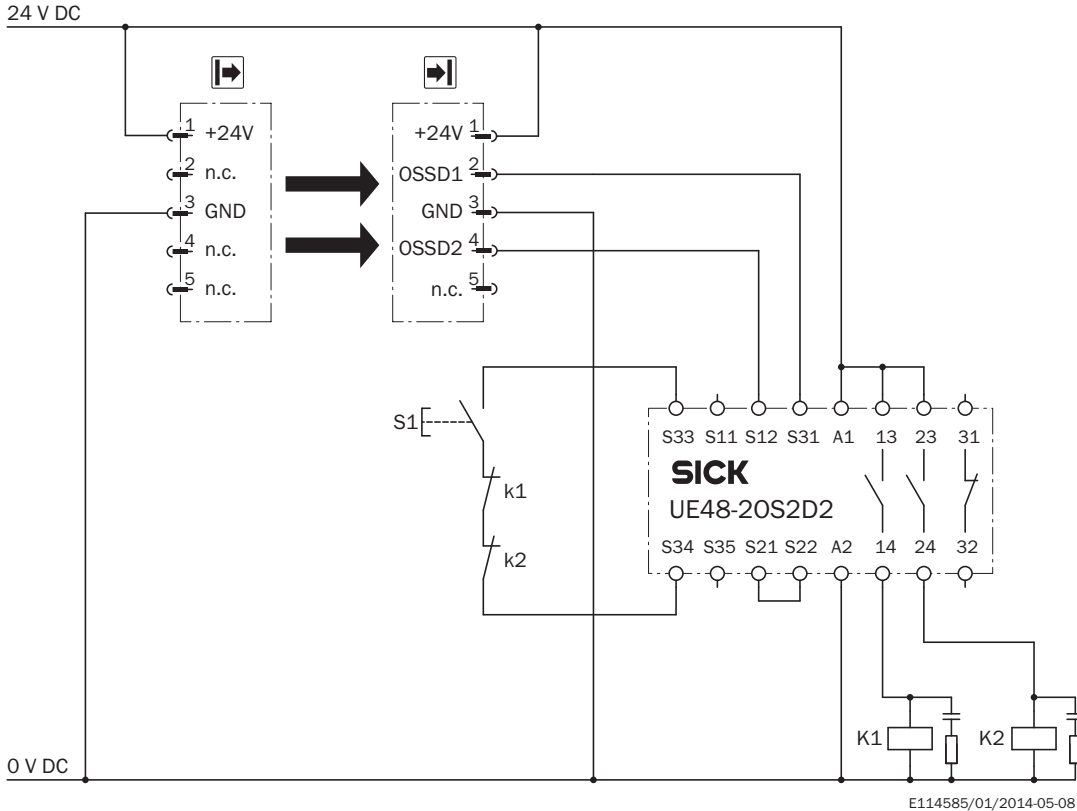 24 V DC
1 +24V
2 n.c.
3 GND
4 n.c.
5 n.c.
+24V 1
OSSD1 2
GND 3
OSSD2 4
n.c. 5
S1
k1
k2
S33 S11 S12 S31 A1 13 23 31
SICK
UE48-2OS2D2
S34 S35 S21 S22 A2 14 24 32
K1 K2
0 V DC
E114585/01/2014-05-08